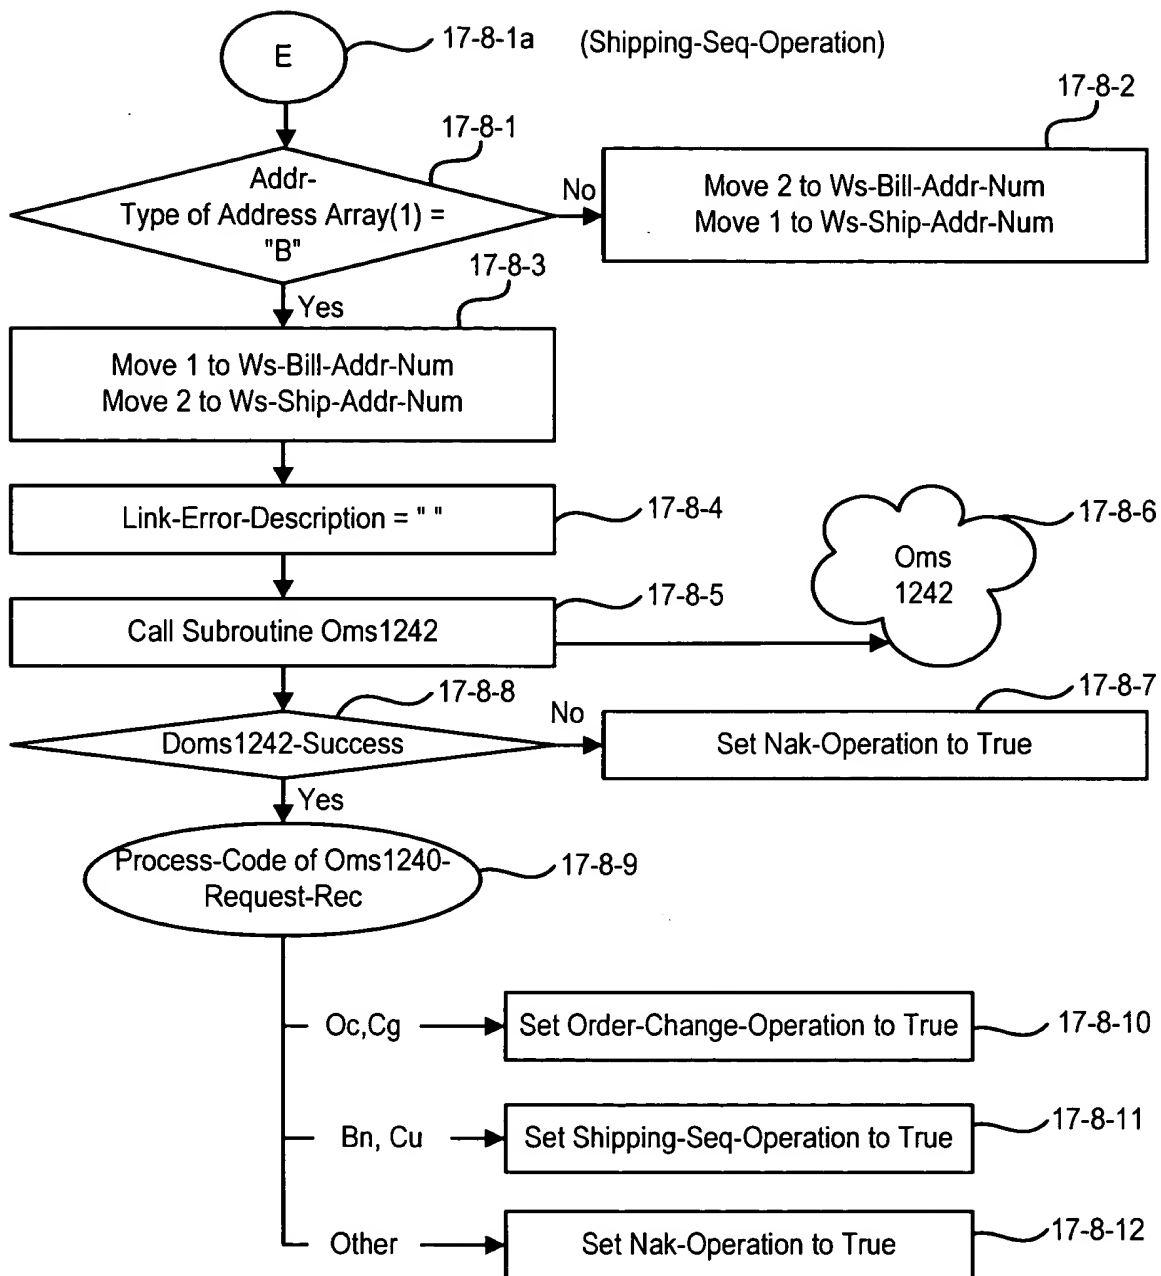 E
17-8-1a
(Shipping-Seq-Operation)
17-8-1
17-8-2
Addr-
Type of Address Array(1) =
"B"
No
Move 2 to Ws-Bill-Addr-Num
Move 1 to Ws-Ship-Addr-Num
Yes
17-8-3
Move 1 to Ws-Bill-Addr-Num
Move 2 to Ws-Ship-Addr-Num
Link-Error-Description = " "
17-8-4
17-8-6
Oms
1242
Call Subroutine Oms1242
17-8-5
17-8-8
17-8-7
Doms1242-Success
No
Set Nak-Operation to True
Yes
Process-Code of Oms1240-
Request-Rec
17-8-9
Oc,Cg
Set Order-Change-Operation to True
17-8-10
Bn, Cu
Set Shipping-Seq-Operation to True
17-8-11
Other
Set Nak-Operation to True
17-8-12